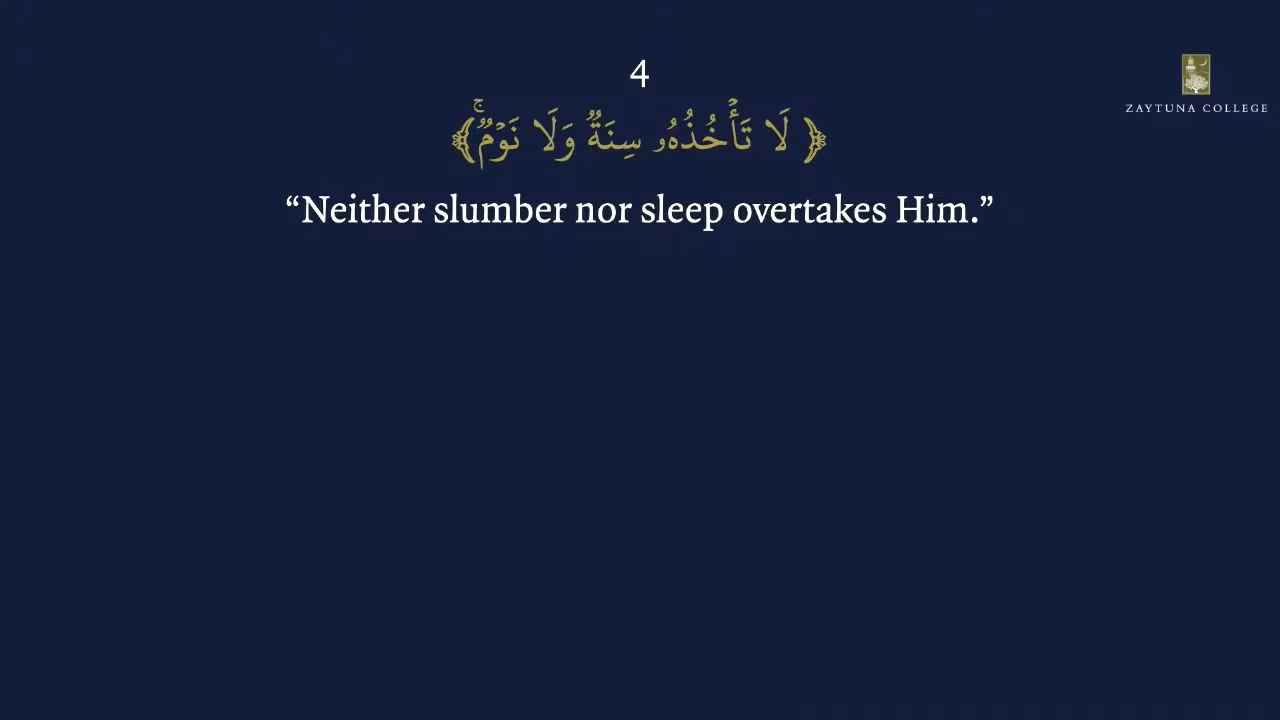 4
ZAYTUNA COLLEGE
﴿ لَا تَأۡخُذُهُۥ سِنَةٞ وَلَا نَوۡمٞۚ ﴾
“Neither slumber nor sleep overtakes Him.”